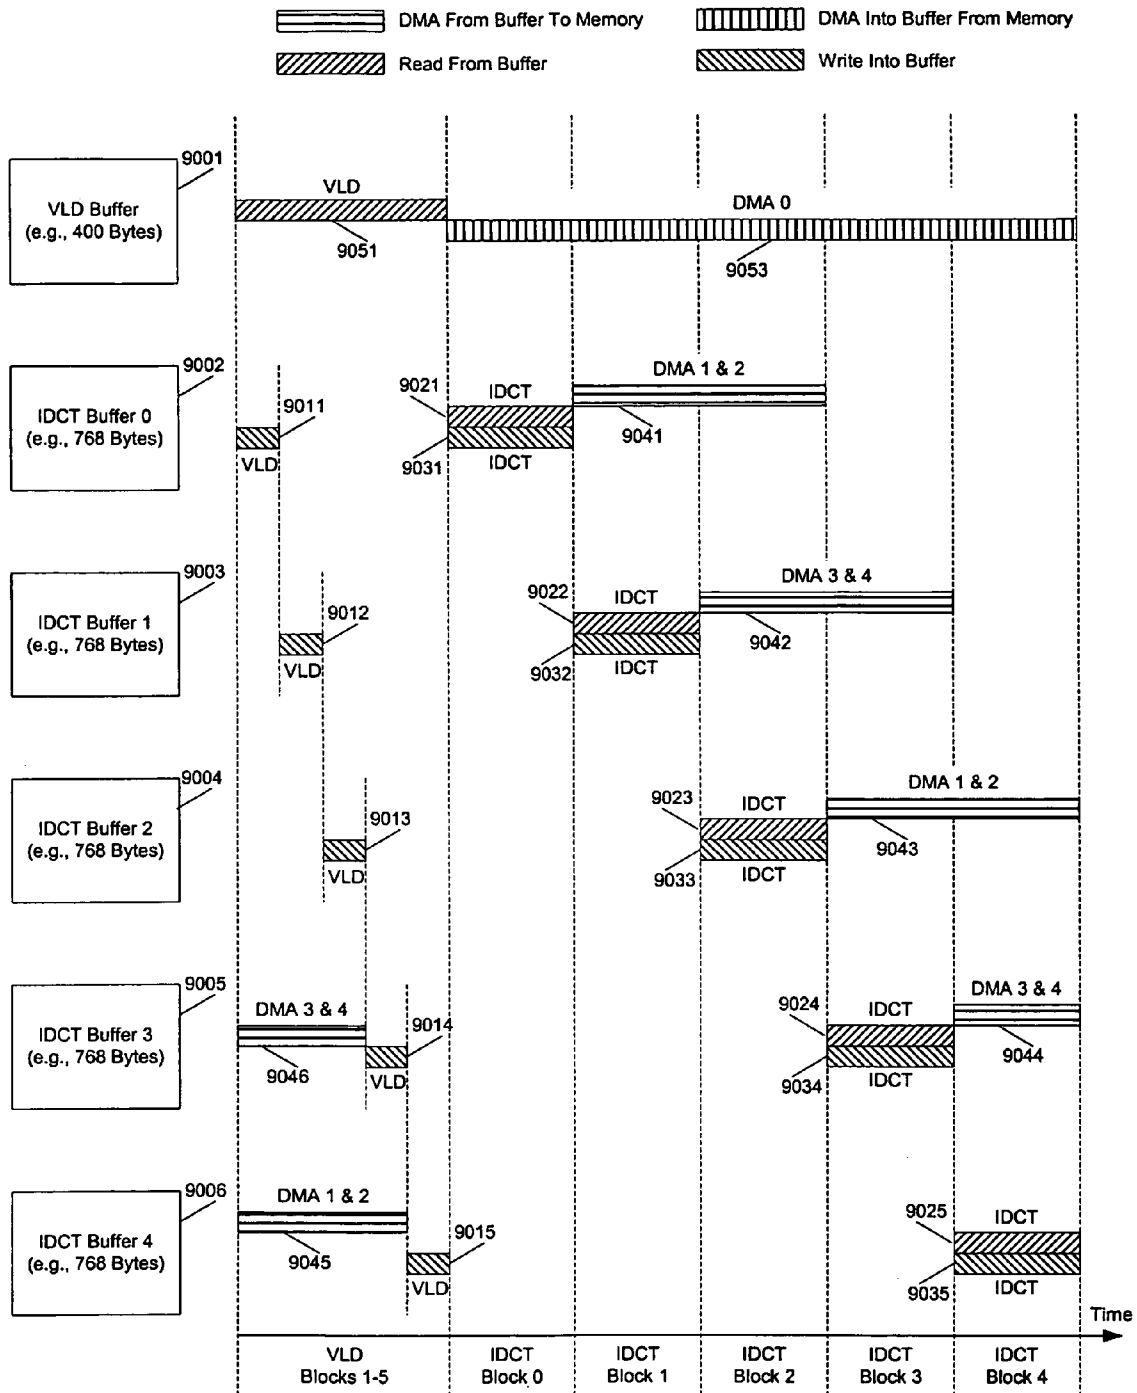 DMA From Buffer To Memory
DMA Into Buffer From Memory
Read From Buffer
Write Into Buffer
9001
VLD Buffer
(e.g., 400 Bytes)
VLD
9051
DMA 0
9053
9002
IDCT Buffer 0
(e.g., 768 Bytes)
9011
VLD
9021
IDCT
9031
IDCT
DMA 1 & 2
9041
9003
IDCT Buffer 1
(e.g., 768 Bytes)
9012
VLD
9022
IDCT
9032
IDCT
DMA 3 & 4
9042
9004
IDCT Buffer 2
(e.g., 768 Bytes)
9013
VLD
9023
IDCT
9033
IDCT
DMA 1 & 2
9043
9005
IDCT Buffer 3
(e.g., 768 Bytes)
DMA 3 & 4
9046
9014
VLD
9024
IDCT
9034
IDCT
DMA 3 & 4
9044
9006
IDCT Buffer 4
(e.g., 768 Bytes)
DMA 1 & 2
9045
9015
VLD
9025
IDCT
9035
IDCT
Time
VLD
Blocks 1-5
IDCT
Block 0
IDCT
Block 1
IDCT
Block 2
IDCT
Block 3
IDCT
Block 4